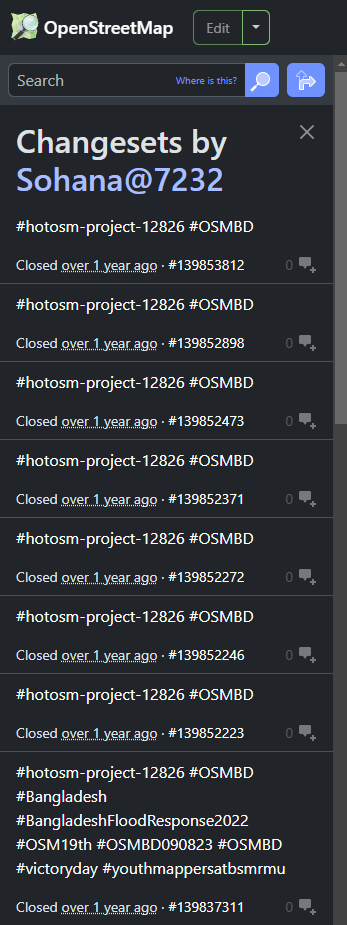 OpenStreetMap Edit
Search Where is this?
Changesets by
Sohana@7232
#hotosm-project-12826 #OSMBD
Closed over 1 year ago · #139853812 0
#hotosm-project-12826 #OSMBD
Closed over 1 year ago · #139852898 0
#hotosm-project-12826 #OSMBD
Closed over 1 year ago · #139852473 0
#hotosm-project-12826 #OSMBD
Closed over 1 year ago · #139852371 0
#hotosm-project-12826 #OSMBD
Closed over 1 year ago · #139852272 0
#hotosm-project-12826 #OSMBD
Closed over 1 year ago · #139852246 0
#hotosm-project-12826 #OSMBD
Closed over 1 year ago · #139852223 0
#hotosm-project-12826 #OSMBD
#Bangladesh
#BangladeshFloodResponse2022
#OSM19th #OSMBD090823 #OSMBD
#victoryday #youthmappersatbsmrmu
Closed over 1 year ago · #139837311 0